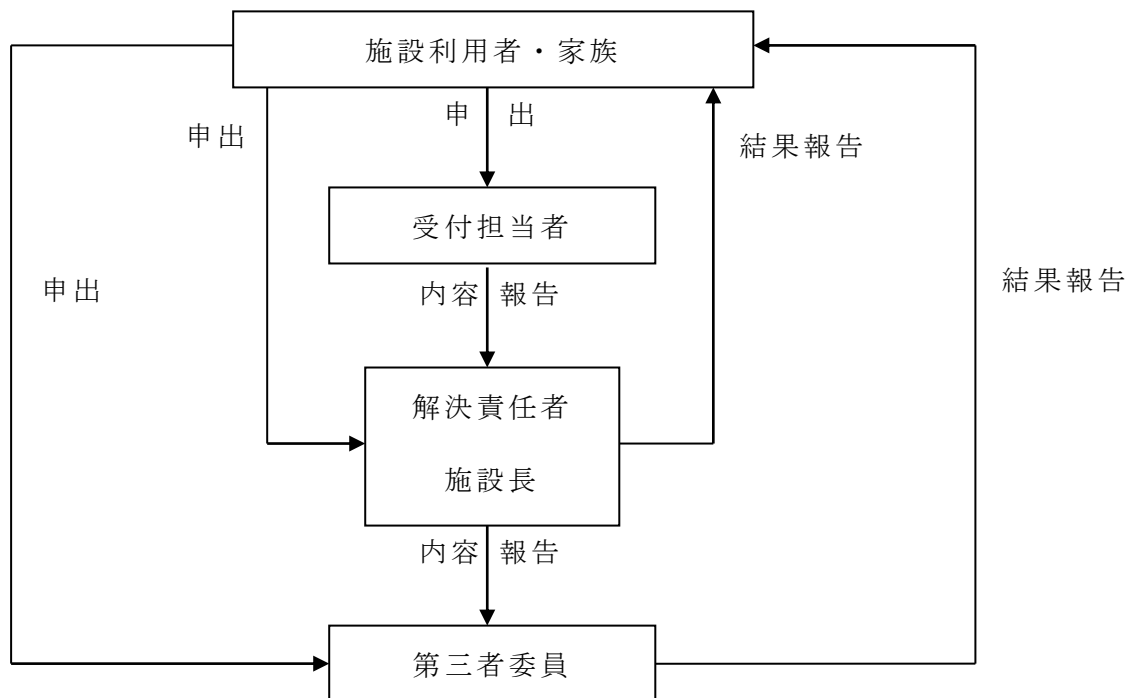 施設利用者・家族
申出
申出
結果報告
受付担当者
申出
内容報告
結果報告
解決責任者
施設長
内容報告
第三者委員